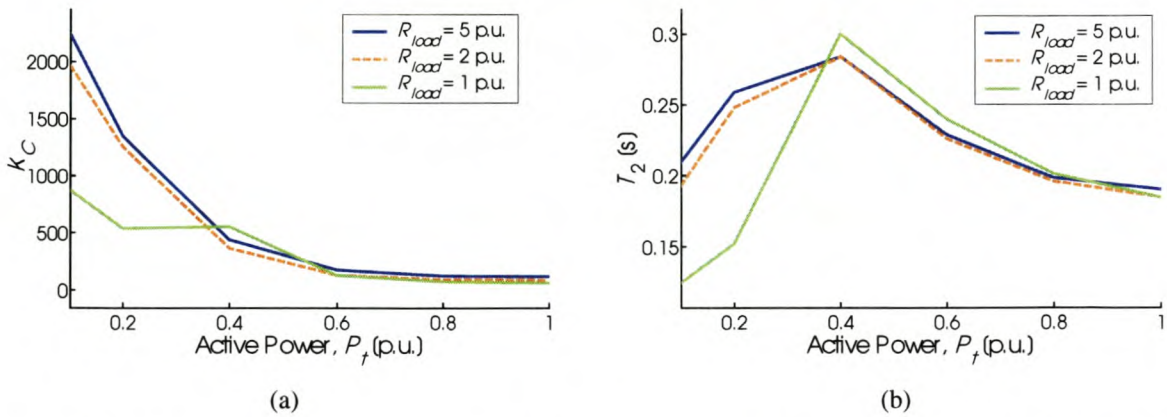 2000
1500
1000
500
0
K_C
0.2 0.4 0.6 0.8 1
Active Power, P_t (p.u.)
R_load = 5 p.u.
R_load = 2 p.u.
R_load = 1 p.u.
(a)
0.3
0.25
0.2
0.15
T_2 (s)
0.2 0.4 0.6 0.8 1
Active Power, P_t (p.u.)
R_load = 5 p.u.
R_load = 2 p.u.
R_load = 1 p.u.
(b)